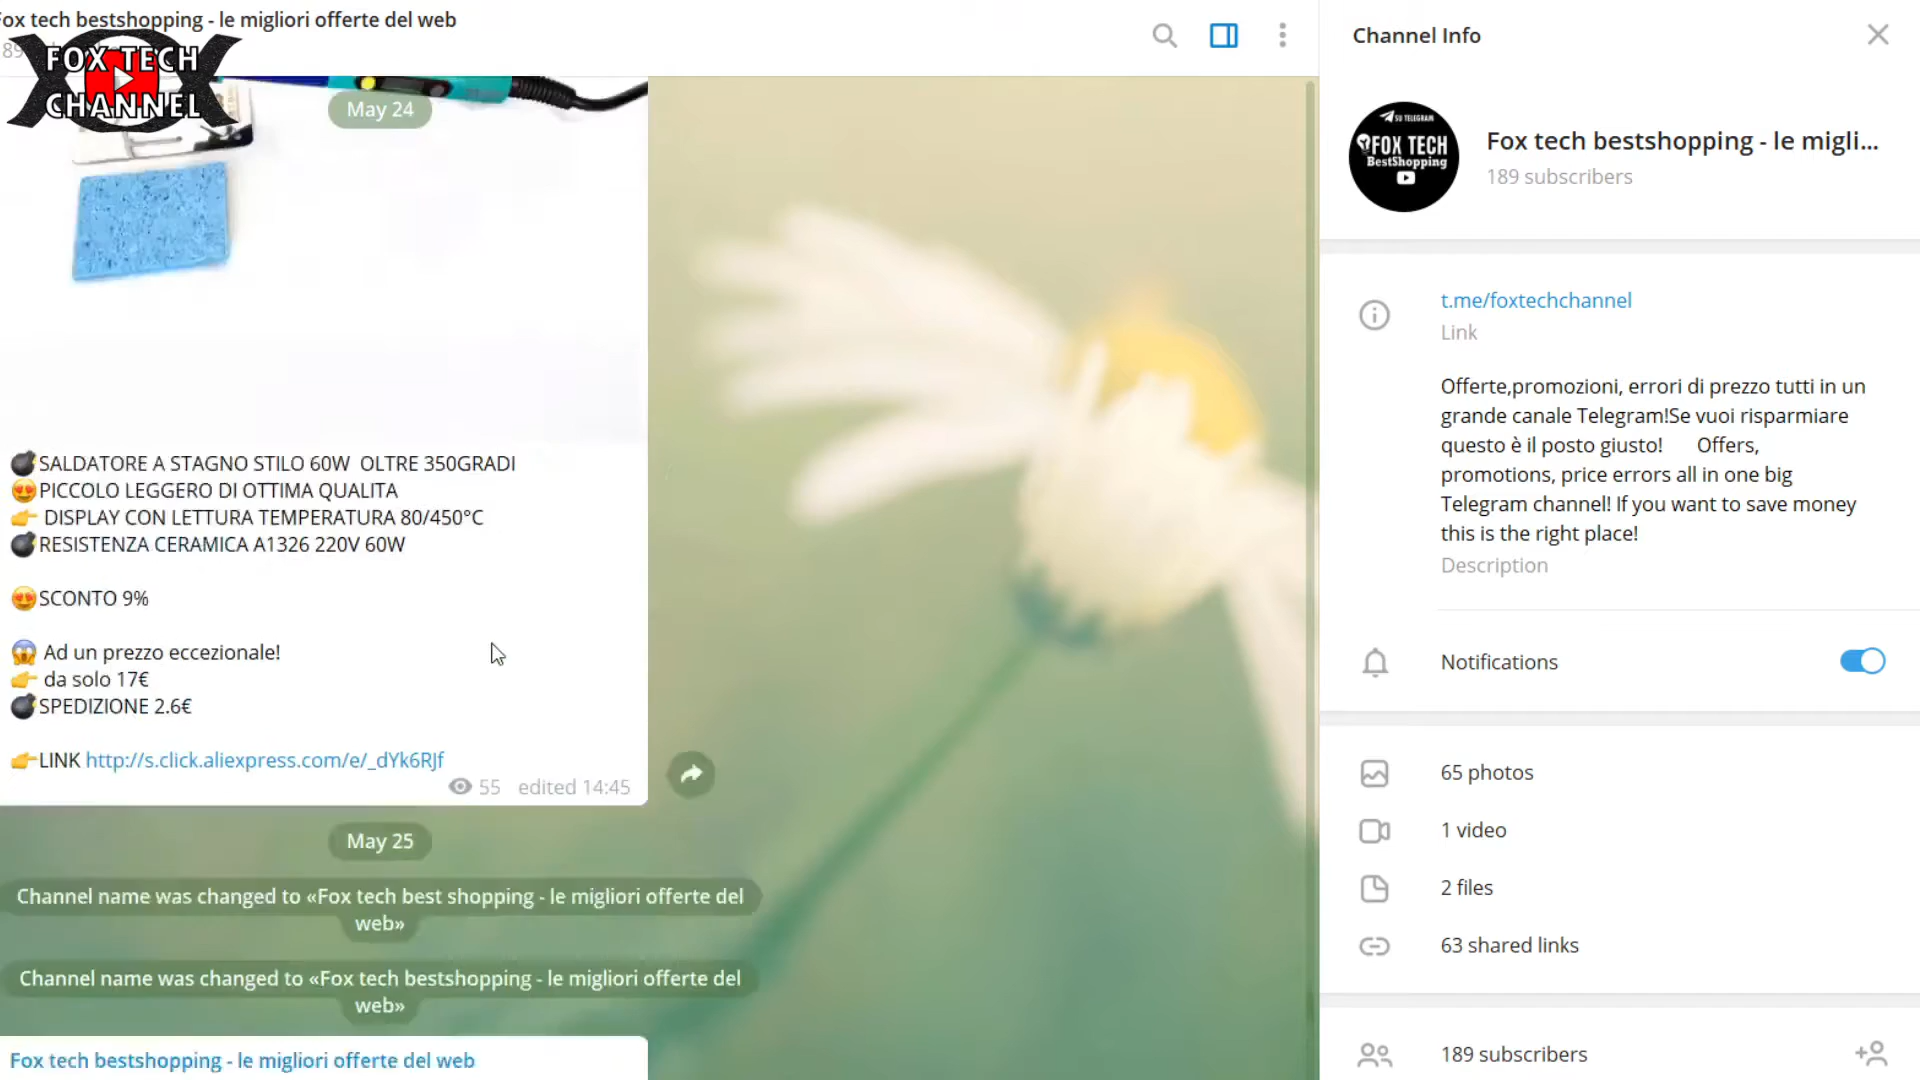 Fox tech bestshopping - le migliori offerte del web
FOX TECH
CHANNEL
May 24
💣SALDATORE A STAGNO STILO 60W OLTRE 350GRADI
😍PICCOLO LEGGERO DI OTTIMA QUALITA
👉 DISPLAY CON LETTURA TEMPERATURA 80/450°C
💣RESISTENZA CERAMICA A1326 220V 60W
😍SCONTO 9%
😱 Ad un prezzo eccezionale!
👉 da solo 17€
💣SPEDIZIONE 2.6€
👉LINK http://s.click.aliexpress.com/e/_dYk6RJf
55 edited 14:45
May 25
Channel name was changed to «Fox tech best shopping - le migliori offerte del
web»
Channel name was changed to «Fox tech bestshopping - le migliori offerte del
web»
Fox tech bestshopping - le migliori offerte del web
Channel Info
SU TELEGRAM
FOX TECH
BestShopping
Fox tech bestshopping - le migli...
189 subscribers
t.me/foxtechchannel
Link
Offerte,promozioni, errori di prezzo tutti in un
grande canale Telegram!Se vuoi risparmiare
questo è il posto giusto! Offers,
promotions, price errors all in one big
Telegram channel! If you want to save money
this is the right place!
Description
Notifications
65 photos
1 video
2 files
63 shared links
189 subscribers